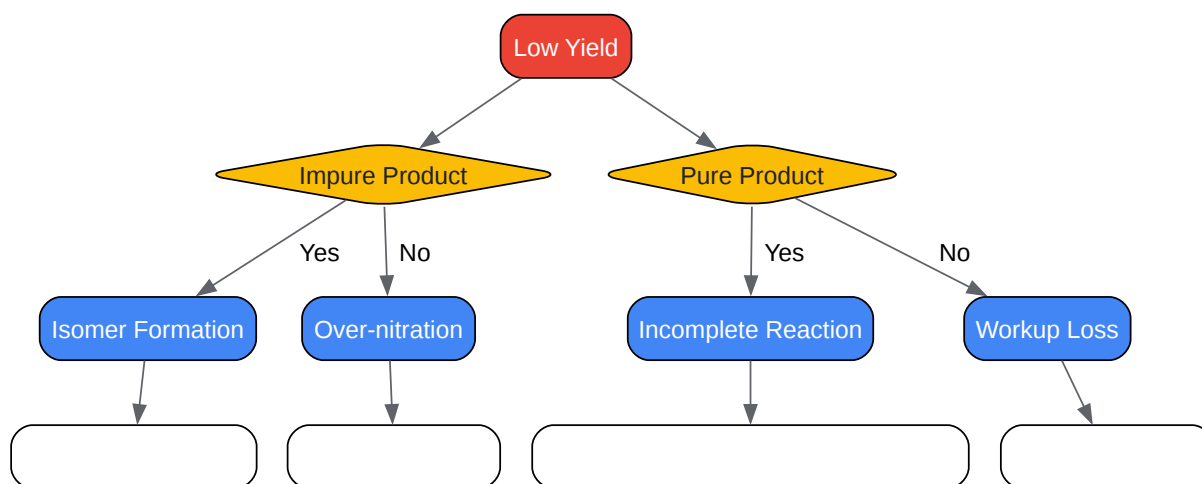 Low Yield
Impure Product
Pure Product
Yes
No
Yes
No
Isomer Formation
Over-nitration
Incomplete Reaction
Workup Loss